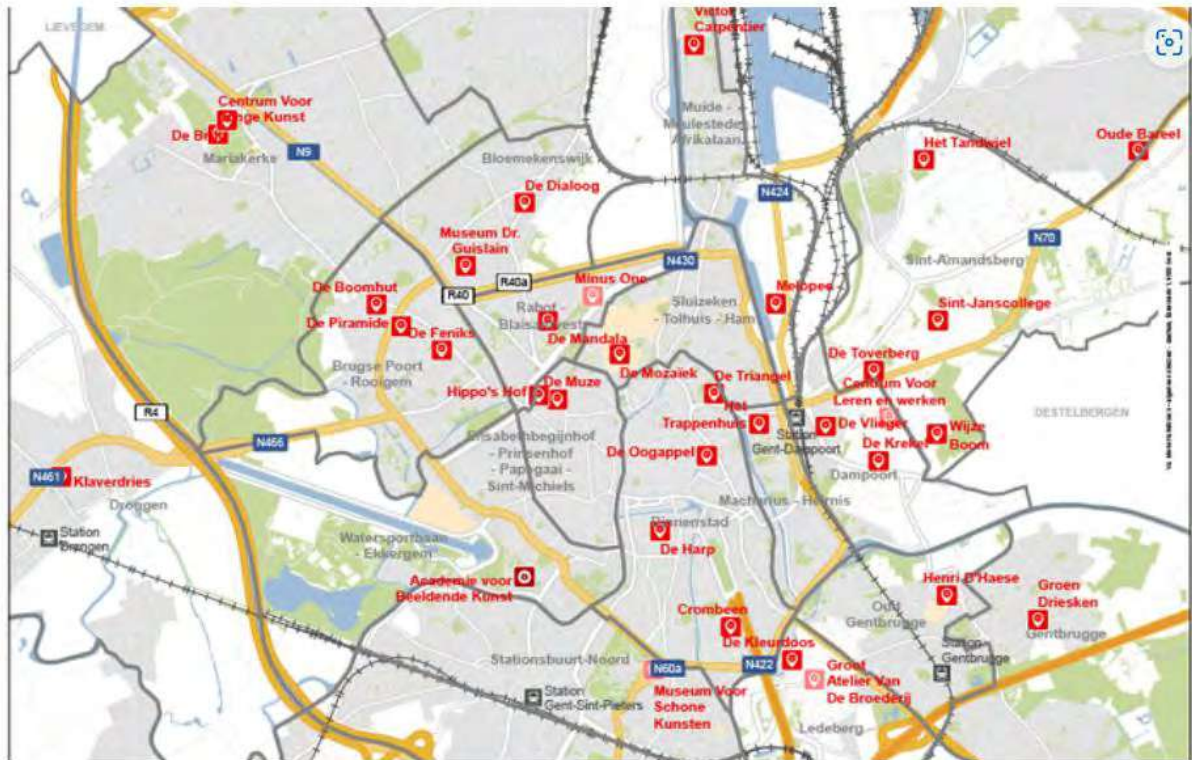 LIEVEGEM
Victor
Carpentier
Centrum Voor
Jonge Kunst
De Br
Mariakerke
N9
Bloemekenswijk
Muide -
Meulestede -
Afrikalaan
Het Tandwiel
Oude Bareel
De Dialoog
N424
Museum Dr.
Guislain
N430
N70
Sint-Amandsberg
R40a
R40
Minus One
De Boomhut
Rabot -
Sluizeken
- Tolhuis - Ham
Melopee
Sint-Janscollege
De Piramide
De Feniks
De Mandala
De Mozaïek
De Toverberg
Brugse Poort
- Rooigem
Hippo's Hof
De Muze
De Triangel
Het
Trappenhuis
Centrum Voor
Leren en werken
DESTELBERGEN
R4
N466
Elisabethbegijnhof
- Prinsenhof
- Papegaai -
Sint-Michiels
De Oogappel
Station
Gent-Dampoort
De Vlieger
De Krekel
Wijze
Boom
N461
Klaverdries
Drongen
Dampoort
Macharius - Heirnis
Station
Drongen
Watersportbaan
- Ekkergem
Binnenstad
De Harp
Academie voor
Beeldende Kunst
Henri D'Haese
Groen
Driesken
Oud
Gentbrugge
Gentbrugge
Crombeen
De Kleurdoos
Station
Gentbrugge
Stationsbuurt-Noord
N60a
N422
Groot
Atelier Van
De Broederij
Station
Gent-Sint-Pieters
Museum Voor
Schone
Kunsten
Ledeberg